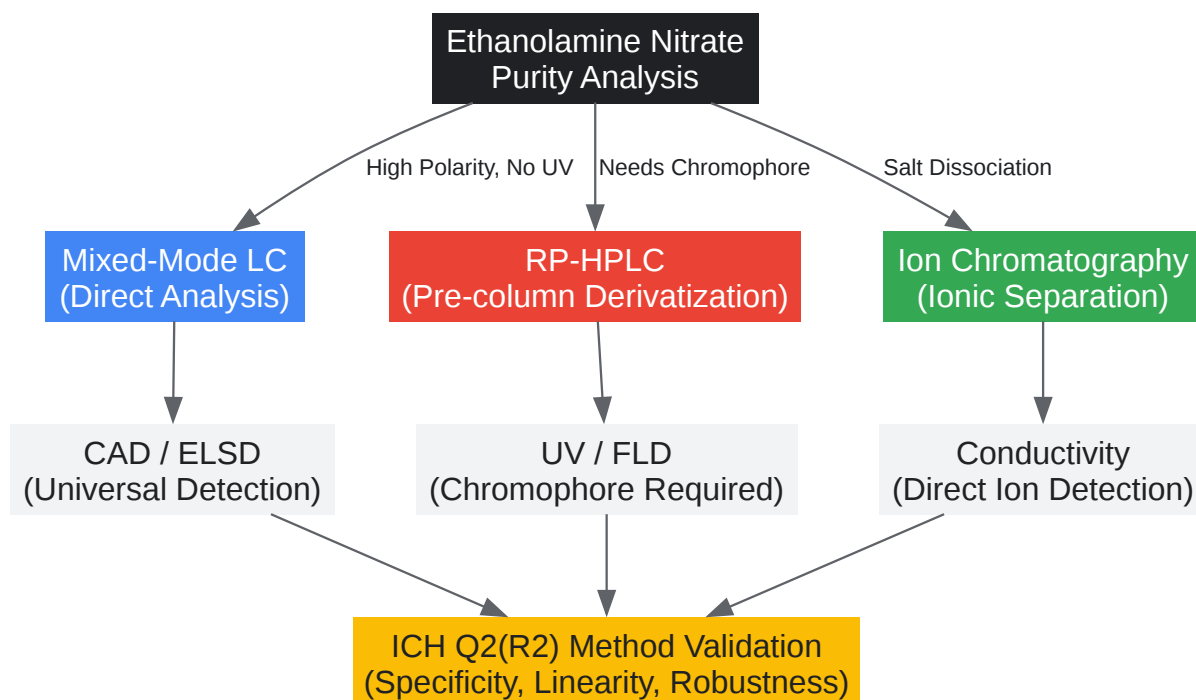 Ethanolamine Nitrate
Purity Analysis
High Polarity, No UV
Needs Chromophore
Salt Dissociation
Mixed-Mode LC
(Direct Analysis)
RP-HPLC
(Pre-column Derivatization)
Ion Chromatography
(Ionic Separation)
CAD / ELSD
(Universal Detection)
UV / FLD
(Chromophore Required)
Conductivity
(Direct Ion Detection)
ICH Q2(R2) Method Validation
(Specificity, Linearity, Robustness)